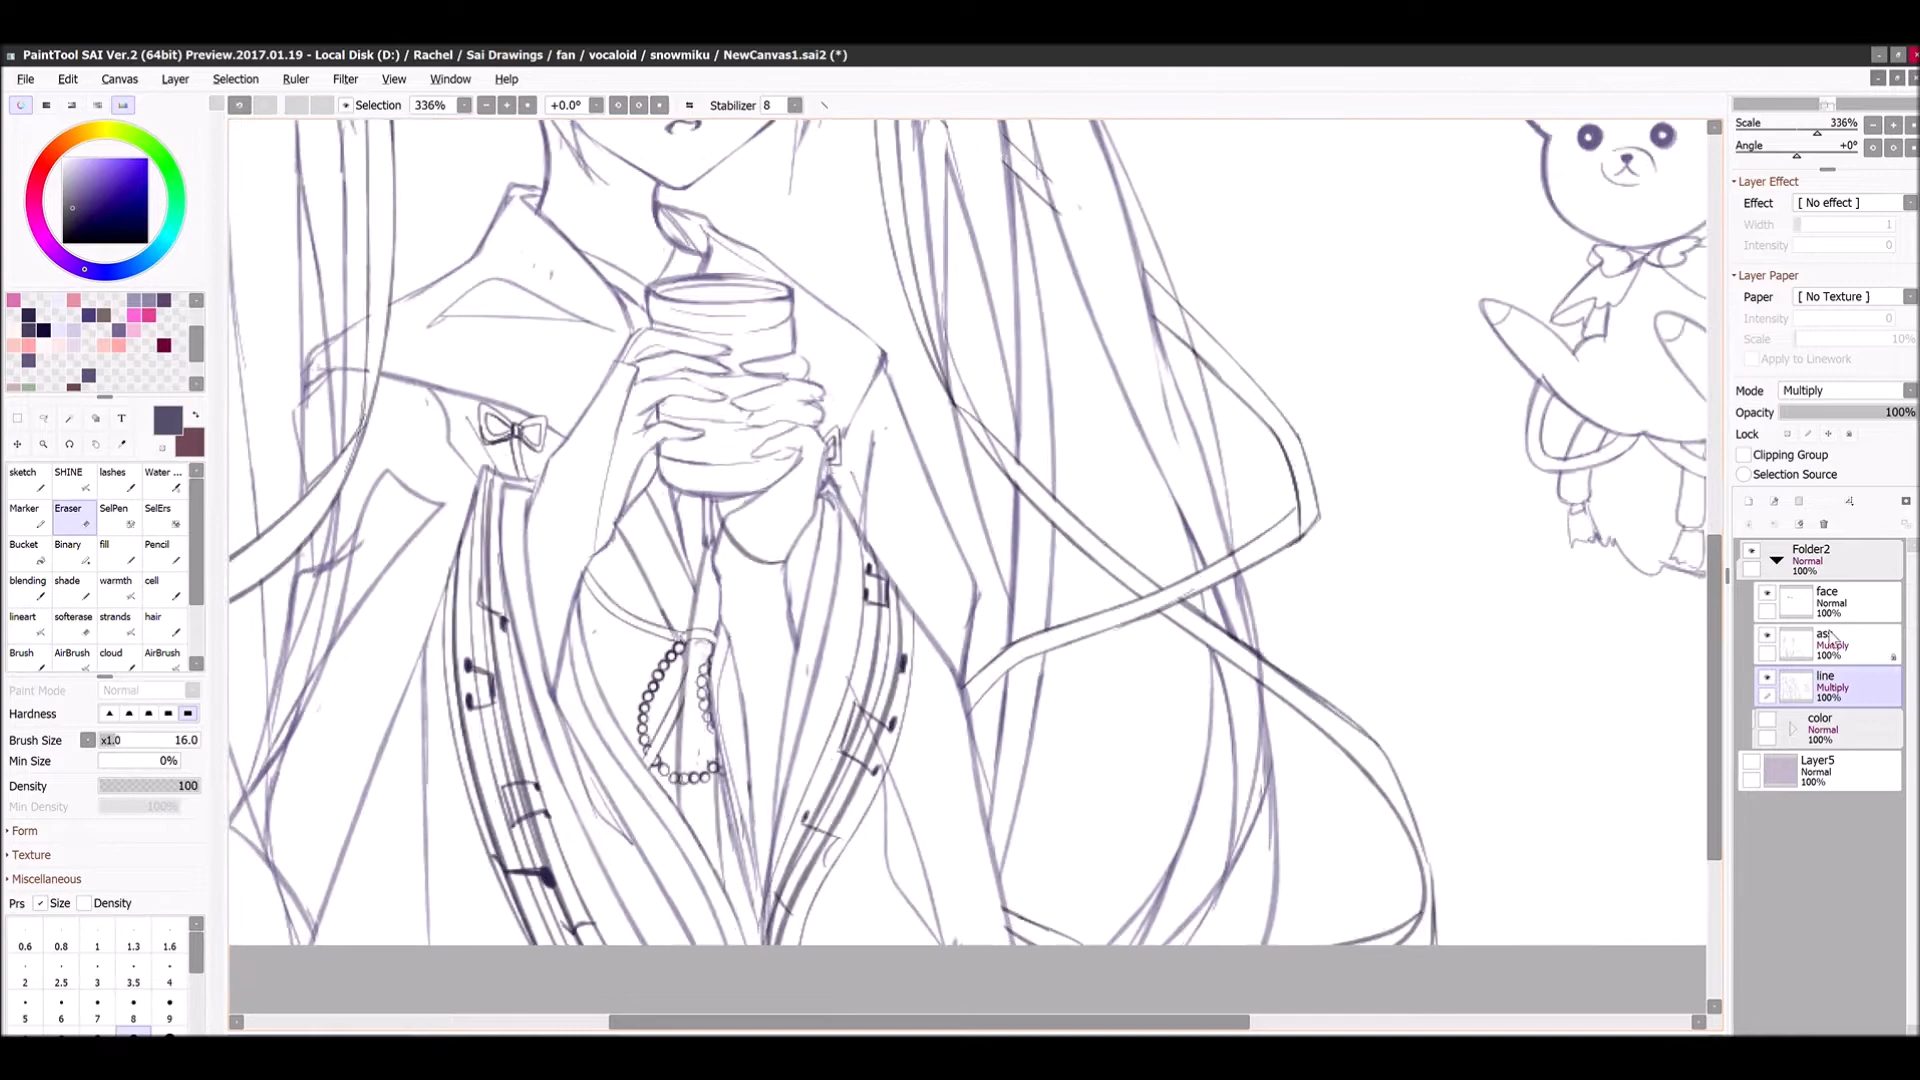 PaintTool SAI Ver.2 (64bit) Preview.2017.01.19 - Local Disk (D:) / Rachel / Sai Drawings / fan / vocaloid / snowmiku / NewCanvas1.sai2 (*)
File Edit Canvas Layer Selection Ruler Filter View Window Help
Selection 336% +0.0° Stabilizer 8
Scale 336%
Angle +0°
Layer Effect
Effect [ No effect ]
Width 1
Intensity 0
Layer Paper
Paper [ No Texture ]
Intensity 0
Scale 10%
Apply to Linework
Mode Multiply
Opacity 100%
Lock
Clipping Group
Selection Source
Folder2
Normal
100%
face
Normal
100%
Multiply
100%
line
Multiply
100%
color
Normal
100%
Layer5
Normal
100%
T
sketch SHINE lashes Water ...
Marker Eraser SelPen SelErs
Bucket Binary fill Pencil
blending shade warmth cell
lineart softerase strands hair
Brush AirBrush cloud AirBrush
Paint Mode Normal
Hardness
Brush Size x1.0 16.0
Min Size 0%
Density 100
Min Density 100%
Form
Texture
Miscellaneous
Prs Size Density
0.6 0.8 1 1.3 1.6
2 2.5 3 3.5 4
5 6 7 8 9